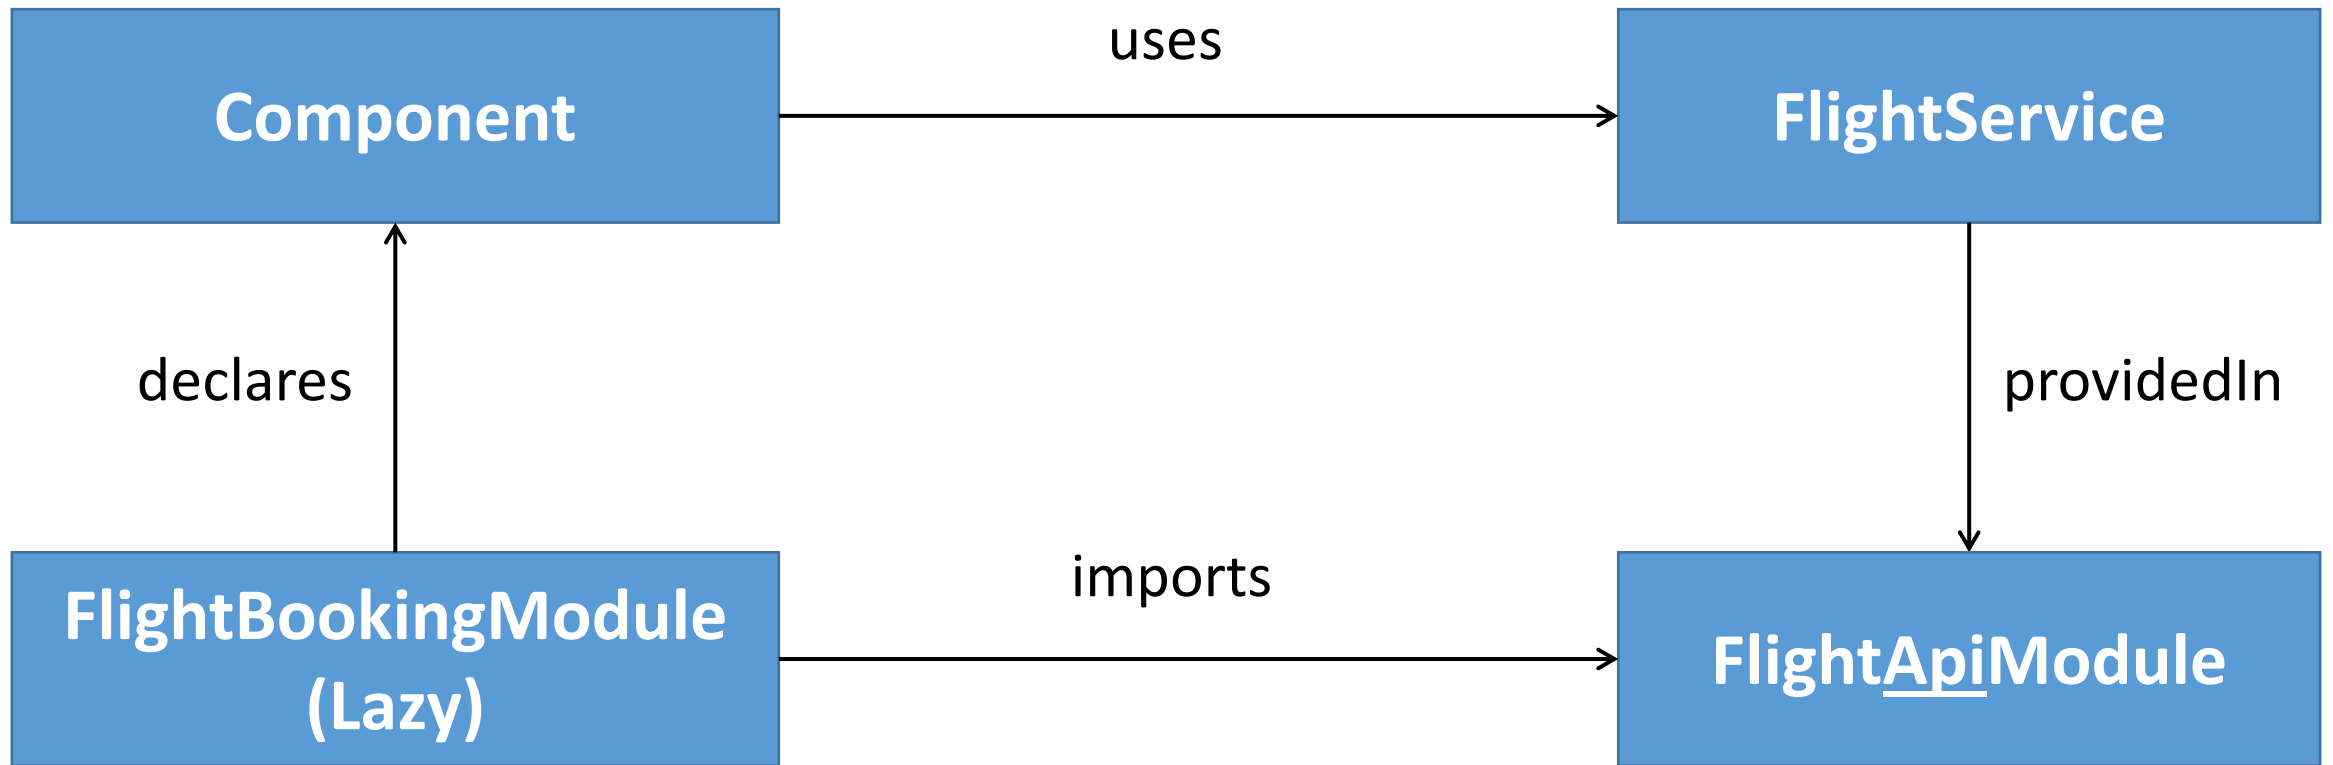 uses
Component
FlightService
declares
providedIn
imports
FlightBookingModule
(Lazy)
FlightApiModule